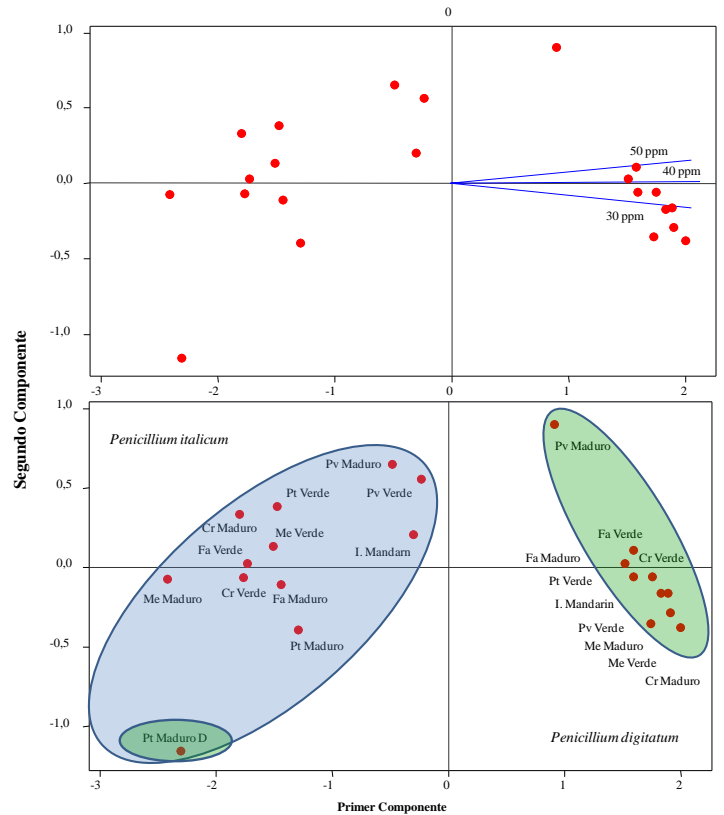 0
1,0
0,5
50 ppm
40 ppm
0,0
30 ppm
-0,5
-1,0
-3
-2
-1
0
1
2
Segundo Componente
1,0
Penicillium italicum
Pv Maduro
Pv Maduro
0,5
Pt Verde
Pv Verde
Cr Maduro
Me Verde
Fa Verde
Fa Verde
I. Mandarn
Fa Maduro
Cr Verde
0,0
Me Maduro
Cr Verde
Fa Maduro
Pt Verde
I. Mandarin
-0,5
Pt Maduro
Pv Verde
Me Maduro
Me Verde
Cr Maduro
-1,0
Pt Maduro D
Penicillium digitatum
-3
-2
-1
0
1
2
Primer Componente